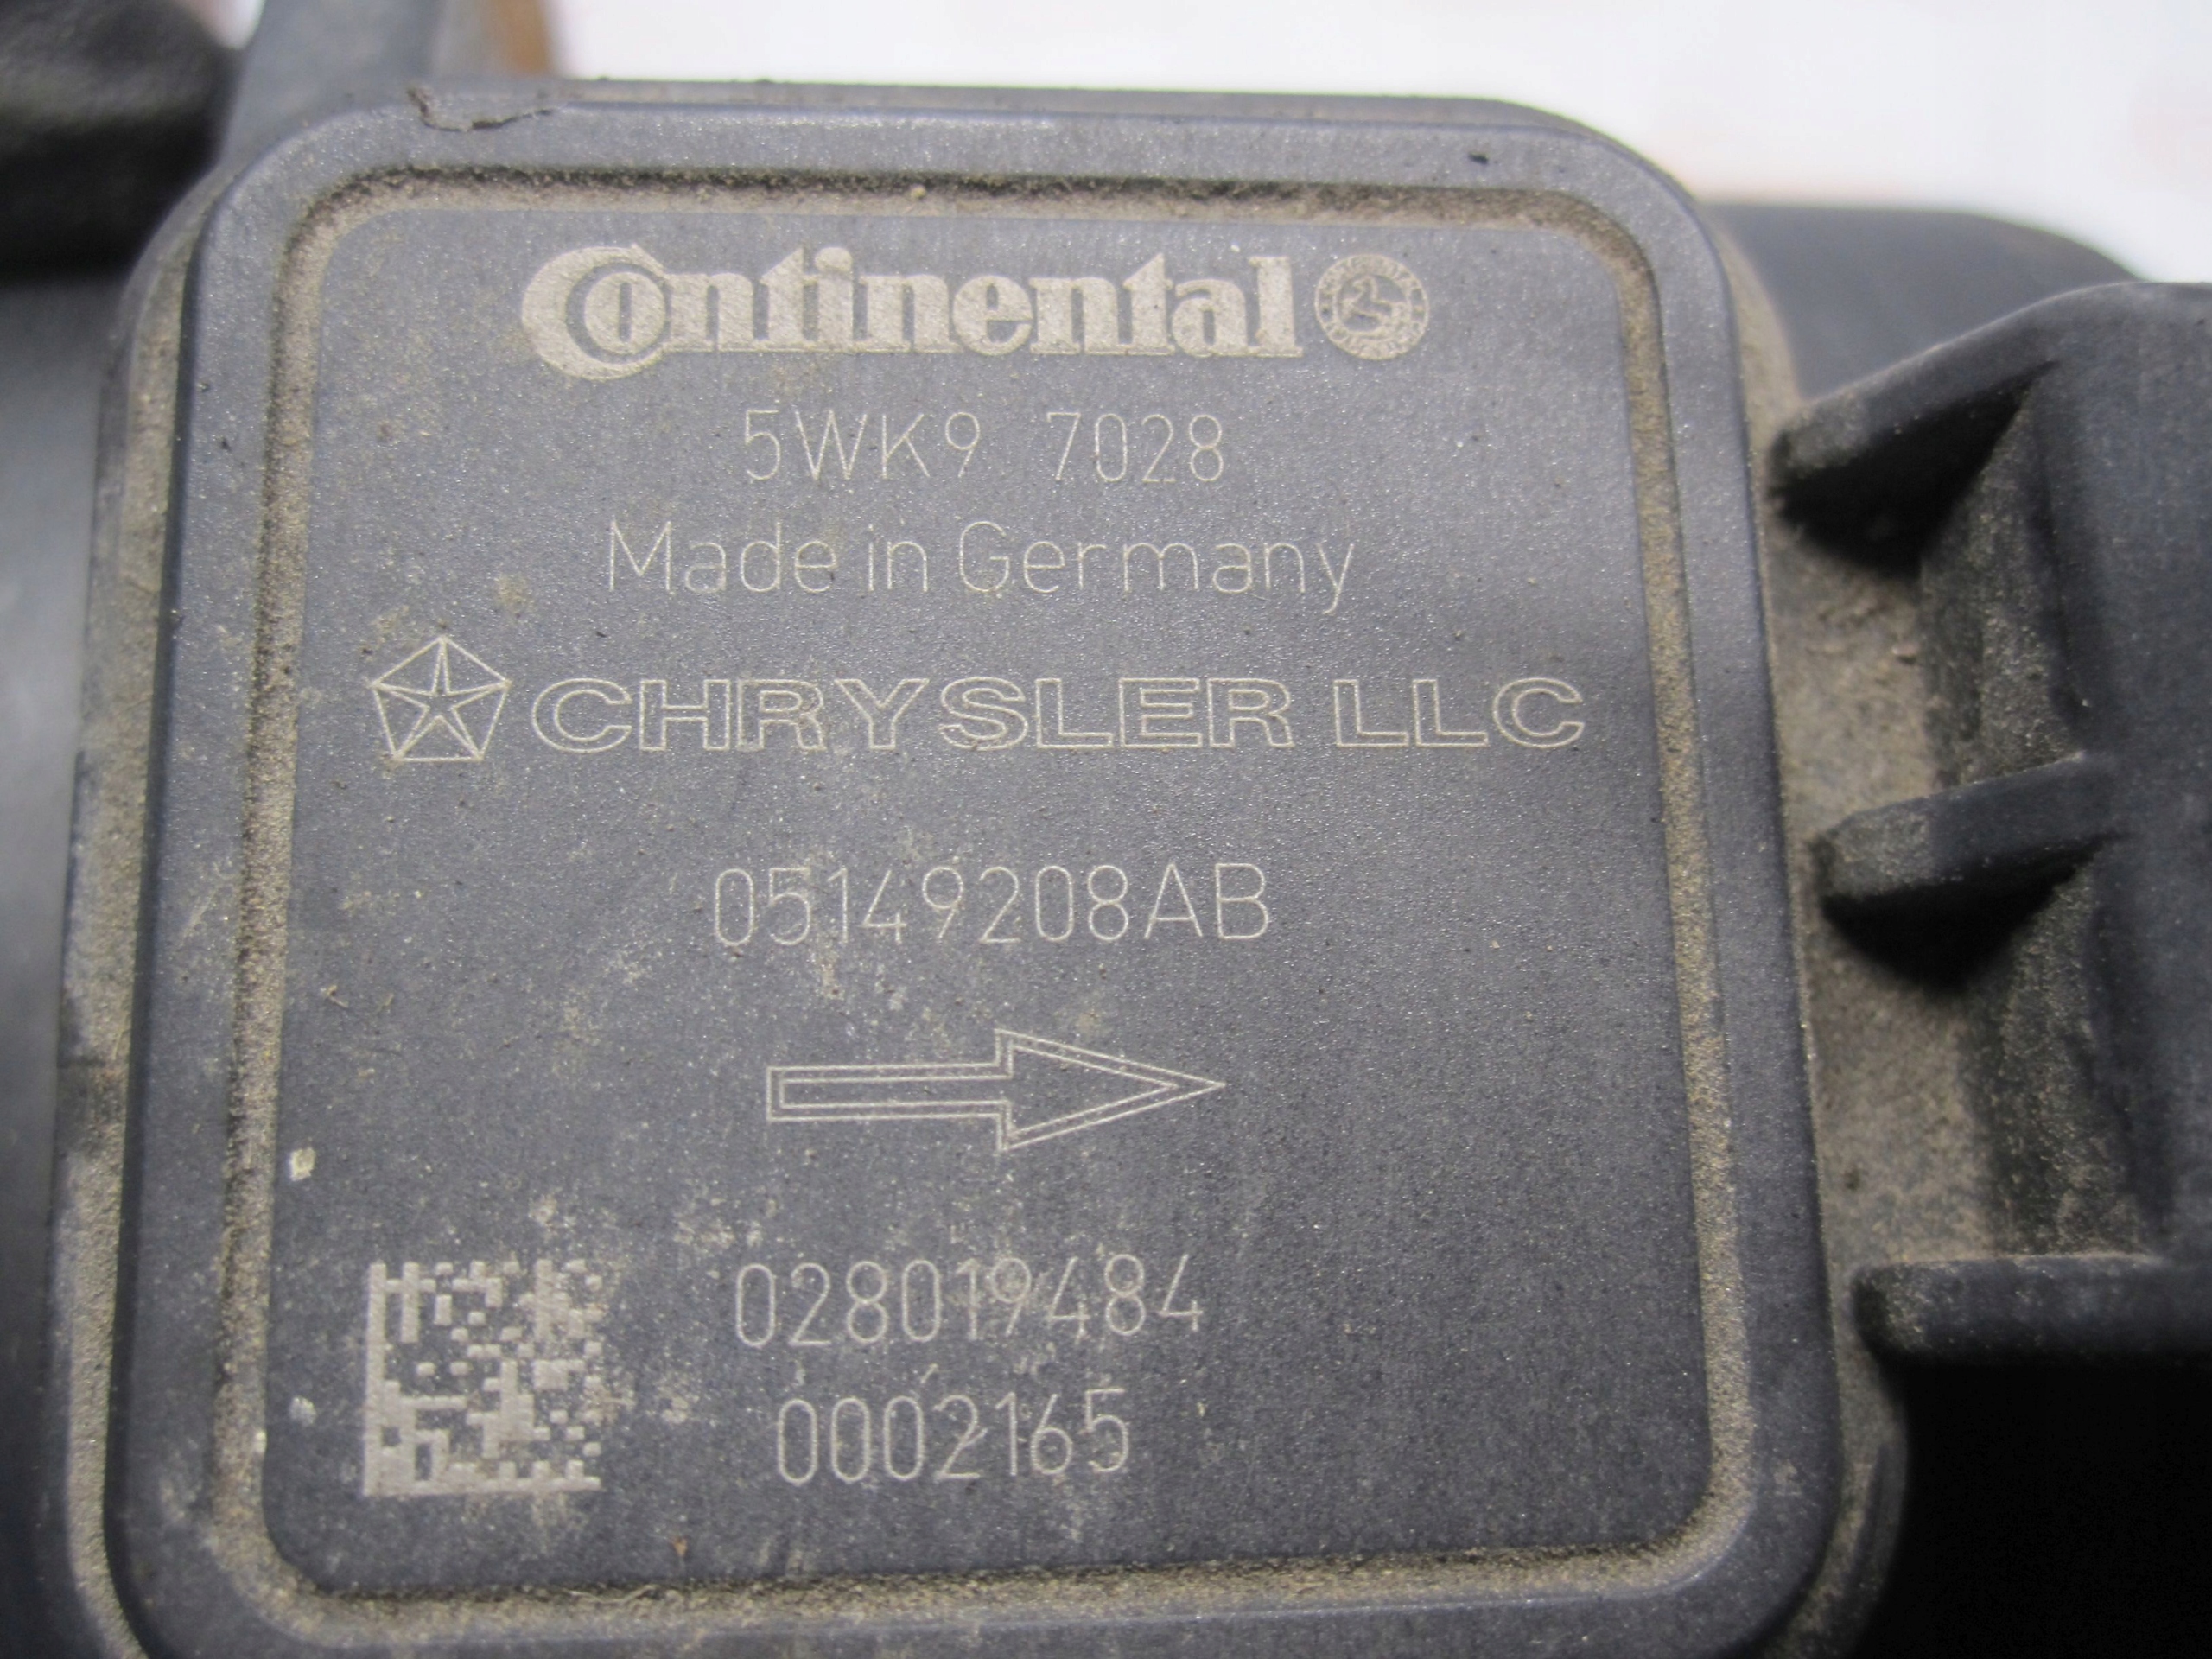 Continental
5WK9 7028
Made in Germany
CHRYSLER LLC
05149208AB
028019484
0002165